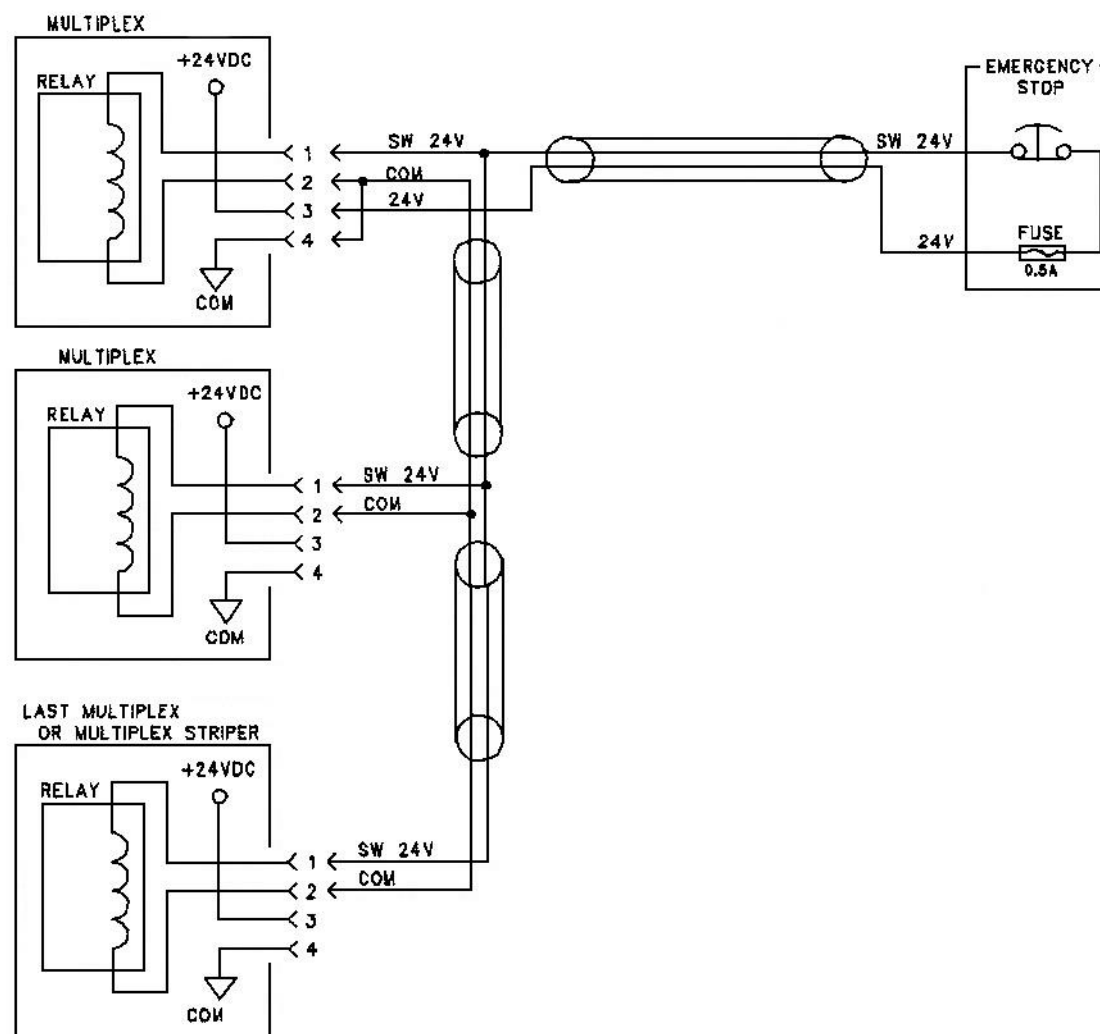 MULTIPLEX
+24VDC
RELAY
1
2
3
4
COM
SW 24V
COM
24V
SW 24V
24V
EMERGENCY
STOP
FUSE
0.5A
MULTIPLEX
+24VDC
RELAY
1
2
3
4
COM
SW 24V
COM
LAST MULTIPLEX
OR MULTIPLEX STRIPER
+24VDC
RELAY
1
2
3
4
COM
SW 24V
COM